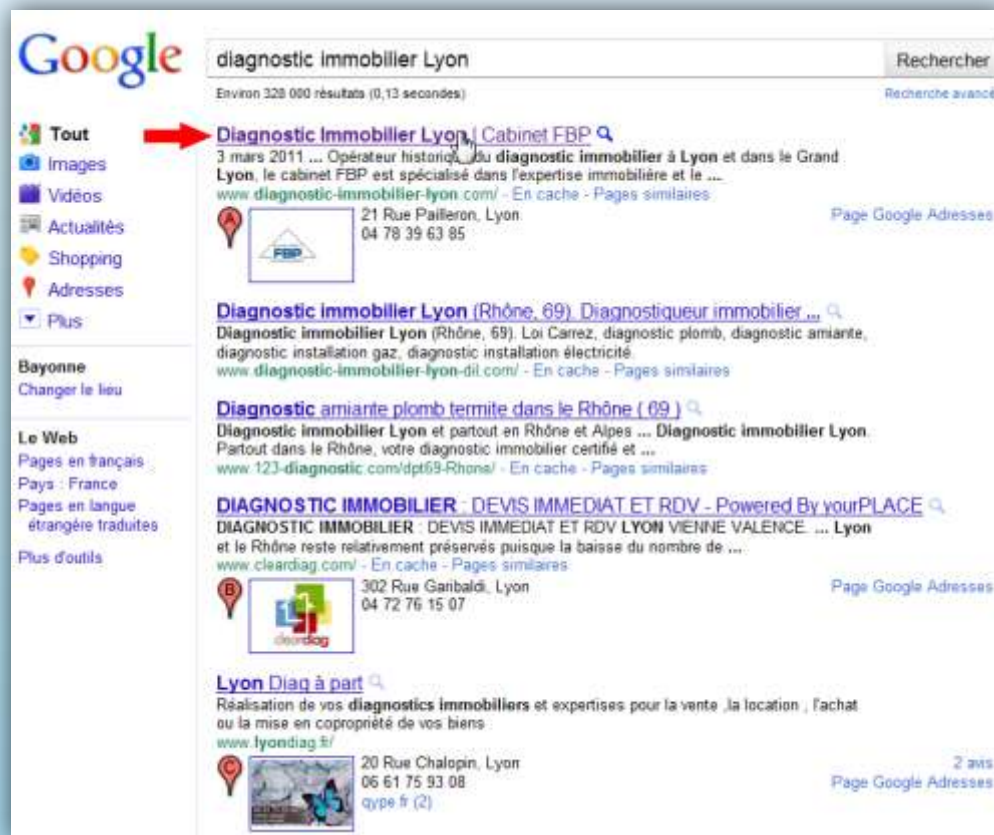 Google
diagnostic immobilier Lyon
Rechercher
Environ 328 000 résultats (0,13 secondes)
Recherche avancé
Tout
Images
Vidéos
Actualités
Shopping
Adresses
Plus
Bayonne
Changer le lieu
Le Web
Pages en français
Pays : France
Pages en langue
étrangère traduites
Plus d'outils
Diagnostic Immobilier Lyon | Cabinet FBP
3 mars 2011 ... Opérateur historique du diagnostic immobilier à Lyon et dans le Grand
Lyon, le cabinet FBP est spécialisé dans l'expertise immobilière et le ...
www.diagnostic-immobilier-lyon.com/ - En cache - Pages similaires
A
FBP
21 Rue Pailleron, Lyon
Page Google Adresses
04 78 39 63 85
Diagnostic immobilier Lyon (Rhône, 69). Diagnostiqueur immobilier ...
Diagnostic immobilier Lyon (Rhône, 69). Loi Carrez, diagnostic plomb, diagnostic amiante,
diagnostic installation gaz, diagnostic installation électricité.
www.diagnostic-immobilier-lyon-dil.com/ - En cache - Pages similaires
Diagnostic amiante plomb termite dans le Rhône ( 69 )
Diagnostic immobilier Lyon et partout en Rhône et Alpes ... Diagnostic immobilier Lyon.
Partout dans le Rhône, votre diagnostic immobilier certifié et ...
www.123-diagnostic.com/dpt69-Rhone/ - En cache - Pages similaires
DIAGNOSTIC IMMOBILIER : DEVIS IMMEDIAT ET RDV - Powered By yourPLACE
DIAGNOSTIC IMMOBILIER : DEVIS IMMEDIAT ET RDV LYON VIENNE VALENCE. ... Lyon
et le Rhône reste relativement préservés puisque la baisse du nombre de ...
www.cleardiag.com/ - En cache - Pages similaires
B
cleardiag
302 Rue Garibaldi, Lyon
Page Google Adresses
04 72 76 15 07
Lyon Diag à part
Réalisation de vos diagnostics immobiliers et expertises pour la vente ,la location , l'achat
ou la mise en copropriété de vos biens
www.lyondiag.fr/
C
20 Rue Chalopin, Lyon
2 avis
06 61 75 93 08
Page Google Adresses
qype.fr (2)